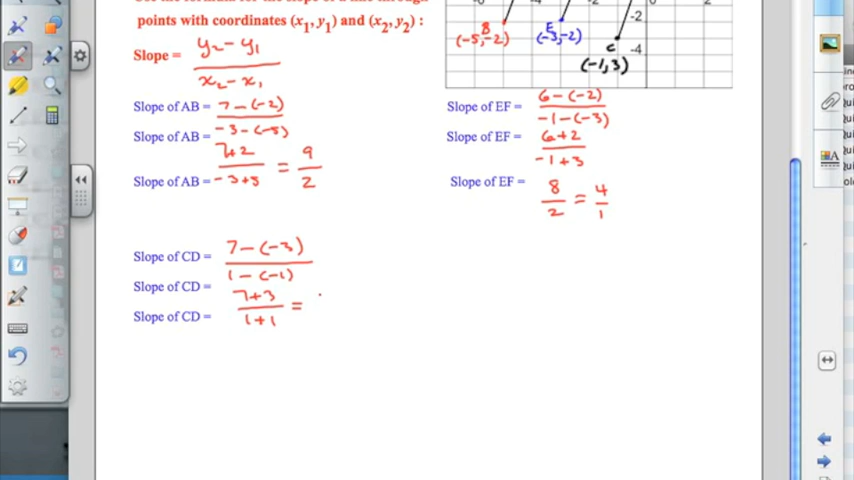 points with coordinates (x₁,y₁) and (x₂,y₂) :
Slope = y₂ - y₁
x₂ - x₁
Slope of AB = 7 - (-2)
-3 - (-5)
Slope of AB =
7+2 = 9
Slope of AB = -3+5 2
Slope of CD = 7 - (-3)
1 - (-1)
Slope of CD =
7+3 =
Slope of CD = 1+1
-2
-4
B
(-5,-2)
E
(-3,-2)
C
(-1,3)
Slope of EF = 6 - (-2)
-1 - (-3)
Slope of EF = 6+2
-1+3
Slope of EF = 8 = 4
2 1